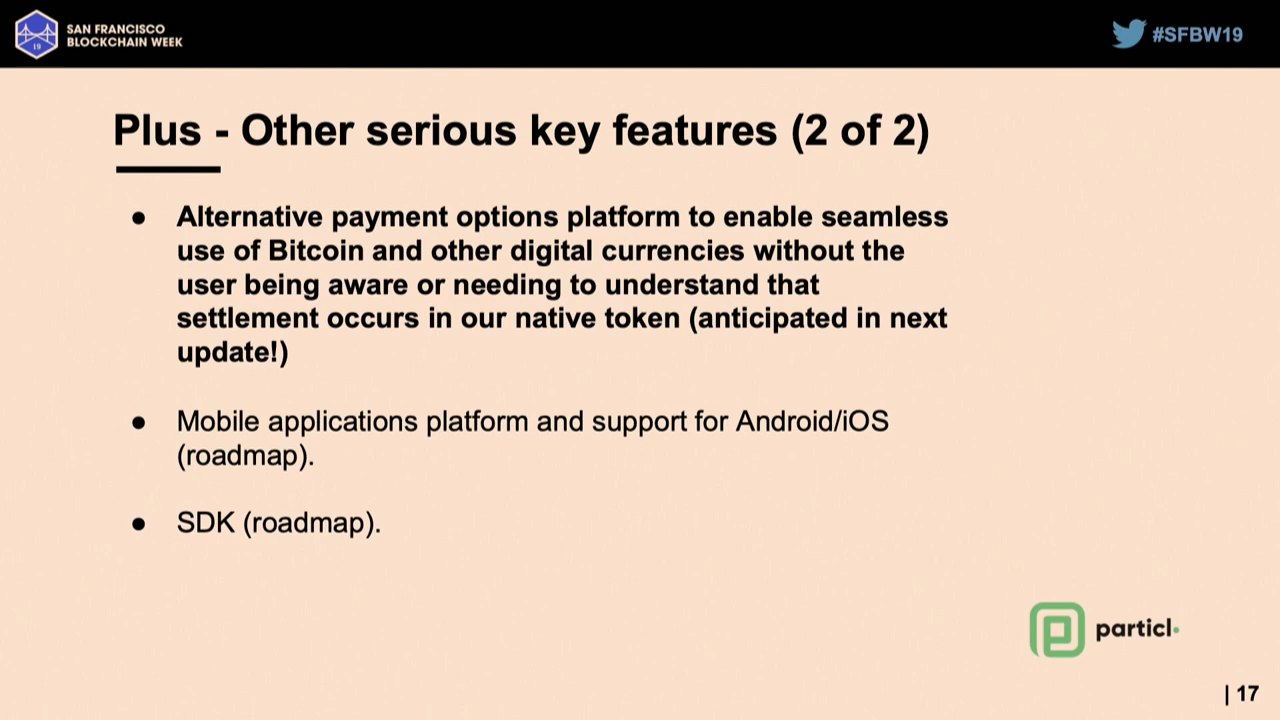 SAN FRANCISCO
BLOCKCHAIN WEEK
19
#SFBW19
Plus - Other serious key features (2 of 2)
● Alternative payment options platform to enable seamless
use of Bitcoin and other digital currencies without the
user being aware or needing to understand that
settlement occurs in our native token (anticipated in next
update!)
● Mobile applications platform and support for Android/iOS
(roadmap).
● SDK (roadmap).
particl
| 17